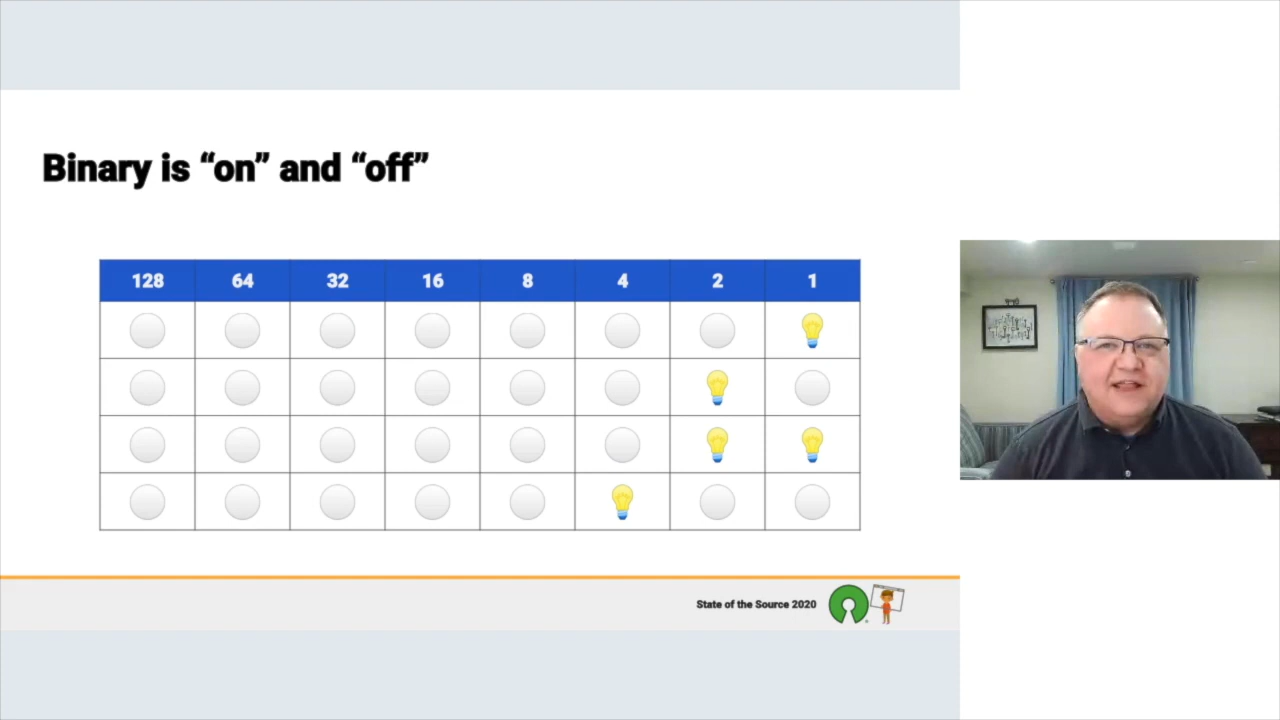 Binary is “on” and “off”
128 64 32 16 8 4 2 1
State of the Source 2020